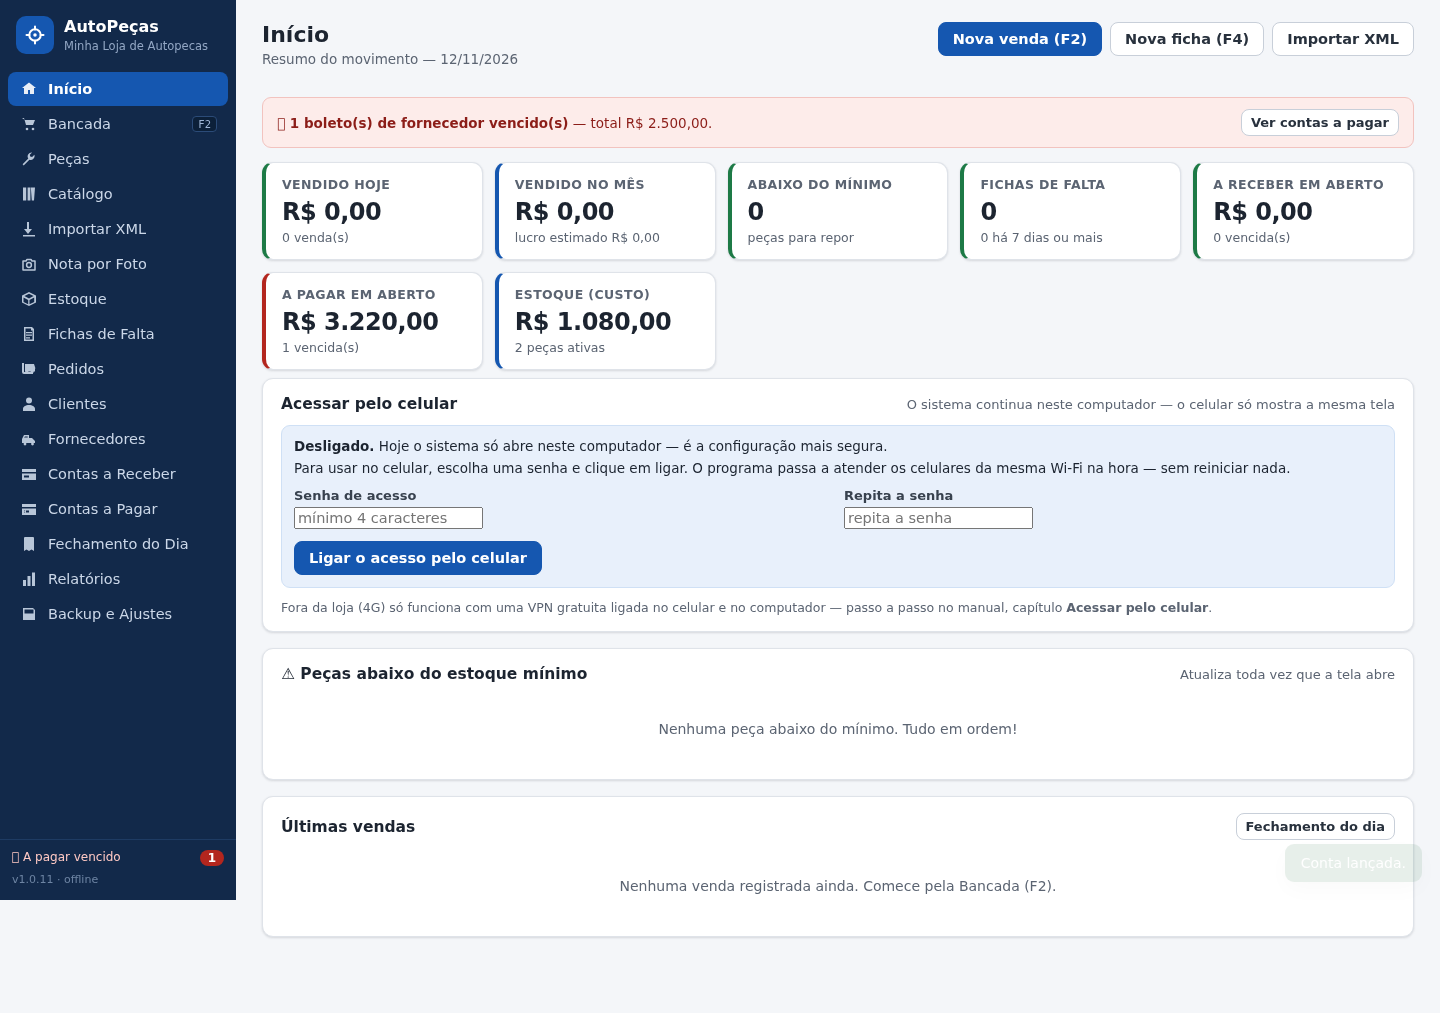 AutoPeças
Minha Loja de Autopecas
Início
Bancada F2
Peças
Catálogo
Importar XML
Nota por Foto
Estoque
Fichas de Falta
Pedidos
Clientes
Fornecedores
Contas a Receber
Contas a Pagar
Fechamento do Dia
Relatórios
Backup e Ajustes
A pagar vencido 1
v1.0.11 · offline
Início
Resumo do movimento — 12/11/2026
Nova venda (F2) Nova ficha (F4) Importar XML
1 boleto(s) de fornecedor vencido(s) — total R$ 2.500,00.
Ver contas a pagar
VENDIDO HOJE
R$ 0,00
0 venda(s)
VENDIDO NO MÊS
R$ 0,00
lucro estimado R$ 0,00
ABAIXO DO MÍNIMO
0
peças para repor
FICHAS DE FALTA
0
0 há 7 dias ou mais
A RECEBER EM ABERTO
R$ 0,00
0 vencida(s)
A PAGAR EM ABERTO
R$ 3.220,00
1 vencida(s)
ESTOQUE (CUSTO)
R$ 1.080,00
2 peças ativas
Acessar pelo celular
O sistema continua neste computador — o celular só mostra a mesma tela
Desligado. Hoje o sistema só abre neste computador — é a configuração mais segura.
Para usar no celular, escolha uma senha e clique em ligar. O programa passa a atender os celulares da mesma Wi-Fi na hora — sem reiniciar nada.
Senha de acesso
mínimo 4 caracteres
Repita a senha
repita a senha
Ligar o acesso pelo celular
Fora da loja (4G) só funciona com uma VPN gratuita ligada no celular e no computador — passo a passo no manual, capítulo Acessar pelo celular.
⚠ Peças abaixo do estoque mínimo
Atualiza toda vez que a tela abre
Nenhuma peça abaixo do mínimo. Tudo em ordem!
Últimas vendas
Fechamento do dia
Conta lançada.
Nenhuma venda registrada ainda. Comece pela Bancada (F2).